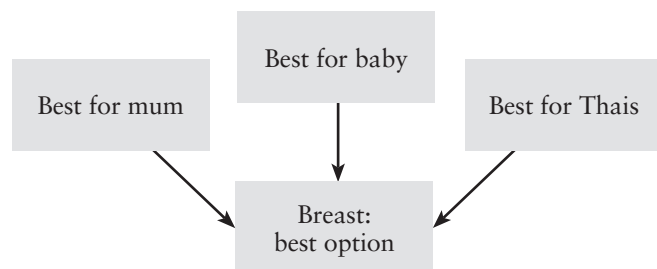 Best for mum
Best for baby
Best for Thais
Breast:
best option